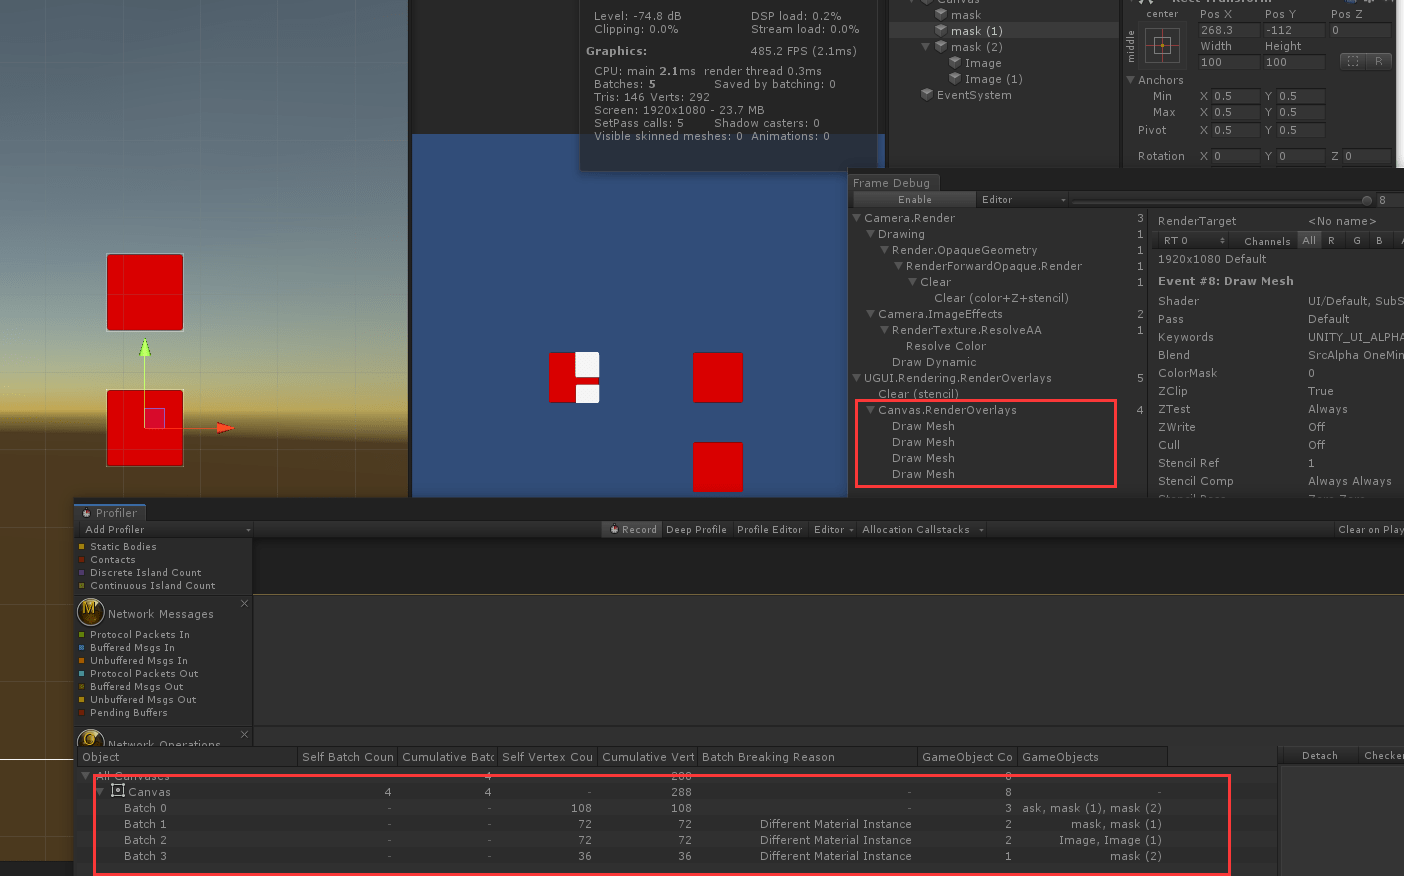 Level: -74.8 dB DSP load: 0.2%
Clipping: 0.0% Stream load: 0.0%
Graphics: 485.2 FPS (2.1ms)
CPU: main 2.1ms render thread 0.3ms
Batches: 5 Saved by batching: 0
Tris: 146 Verts: 292
Screen: 1920x1080 - 23.7 MB
SetPass calls: 5 Shadow casters: 0
Visible skinned meshes: 0 Animations: 0
Canvas
mask
mask (1)
mask (2)
Image
Image (1)
EventSystem
Rect Transform
center Pos X Pos Y Pos Z
middle 268.3 -112 0
Width Height
100 100 R
Anchors
Min X 0.5 Y 0.5
Max X 0.5 Y 0.5
Pivot X 0.5 Y 0.5
Rotation X 0 Y 0 Z 0
Frame Debug
Enable Editor 8
Camera.Render 3
Drawing 1
Render.OpaqueGeometry 1
RenderForwardOpaque.Render 1
Clear 1
Clear (color+Z+stencil)
Camera.ImageEffects 2
RenderTexture.ResolveAA 1
Resolve Color
Draw Dynamic
UGUI.Rendering.RenderOverlays 5
Clear (stencil)
Canvas.RenderOverlays 4
Draw Mesh
Draw Mesh
Draw Mesh
Draw Mesh
RenderTarget <No name>
RT 0 Channels All R G B
1920x1080 Default
Event #8: Draw Mesh
Shader UI/Default, SubS
Pass Default
Keywords UNITY_UI_ALPHA
Blend SrcAlpha OneMin
ColorMask 0
ZClip True
ZTest Always
ZWrite Off
Cull Off
Stencil Ref 1
Stencil Comp Always Always
Profiler
Add Profiler Record Deep Profile Profile Editor Editor Allocation Callstacks Clear on Play
Static Bodies
Contacts
Discrete Island Count
Continuous Island Count
Network Messages
Protocol Packets In
Buffered Msgs In
Unbuffered Msgs In
Protocol Packets Out
Buffered Msgs Out
Unbuffered Msgs Out
Pending Buffers
Network Operations
Object Self Batch Coun Cumulative Batc Self Vertex Cou Cumulative Vert Batch Breaking Reason GameObject Co GameObjects Detach Checker
All Canvases 4 288 8
Canvas 4 4 - 288 - 8 -
Batch 0 - - 108 108 3 ask, mask (1), mask (2)
Batch 1 - - 72 72 Different Material Instance 2 mask, mask (1)
Batch 2 - - 72 72 Different Material Instance 2 Image, Image (1)
Batch 3 - - 36 36 Different Material Instance 1 mask (2)